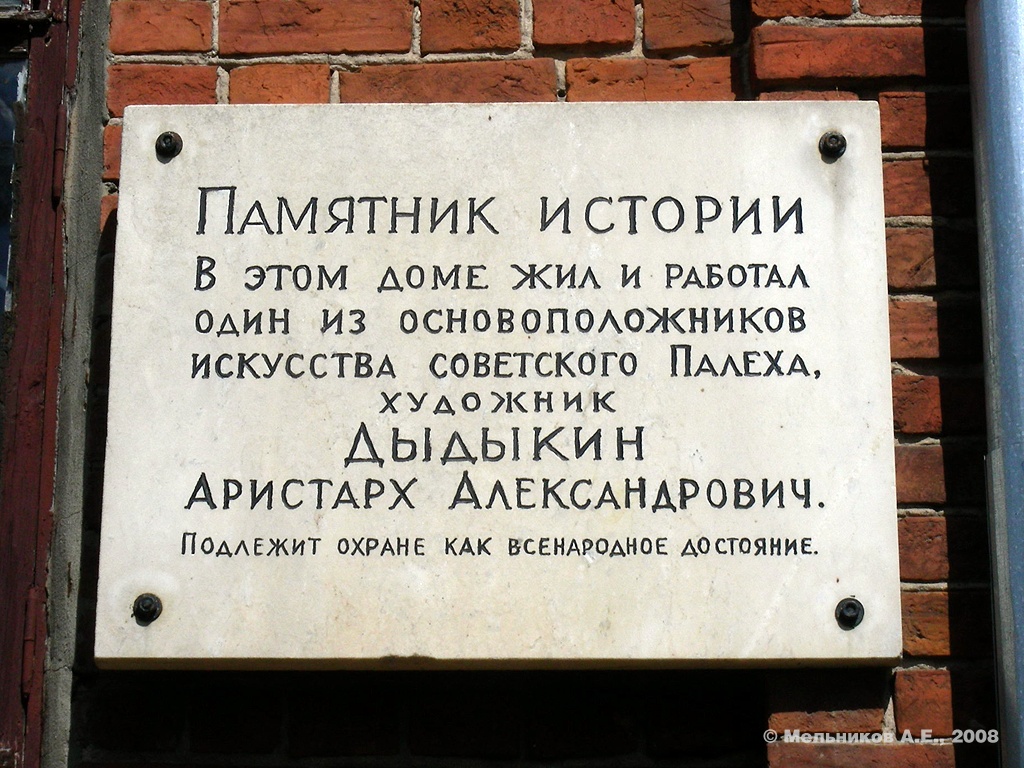 Памятник истории
В этом доме жил и работал
один из основоположников
искусства советского Палеха,
художник
Дыдыкин
Аристарх Александрович.
Подлежит охране как всенародное достояние.
© Мельников А.Е., 2008